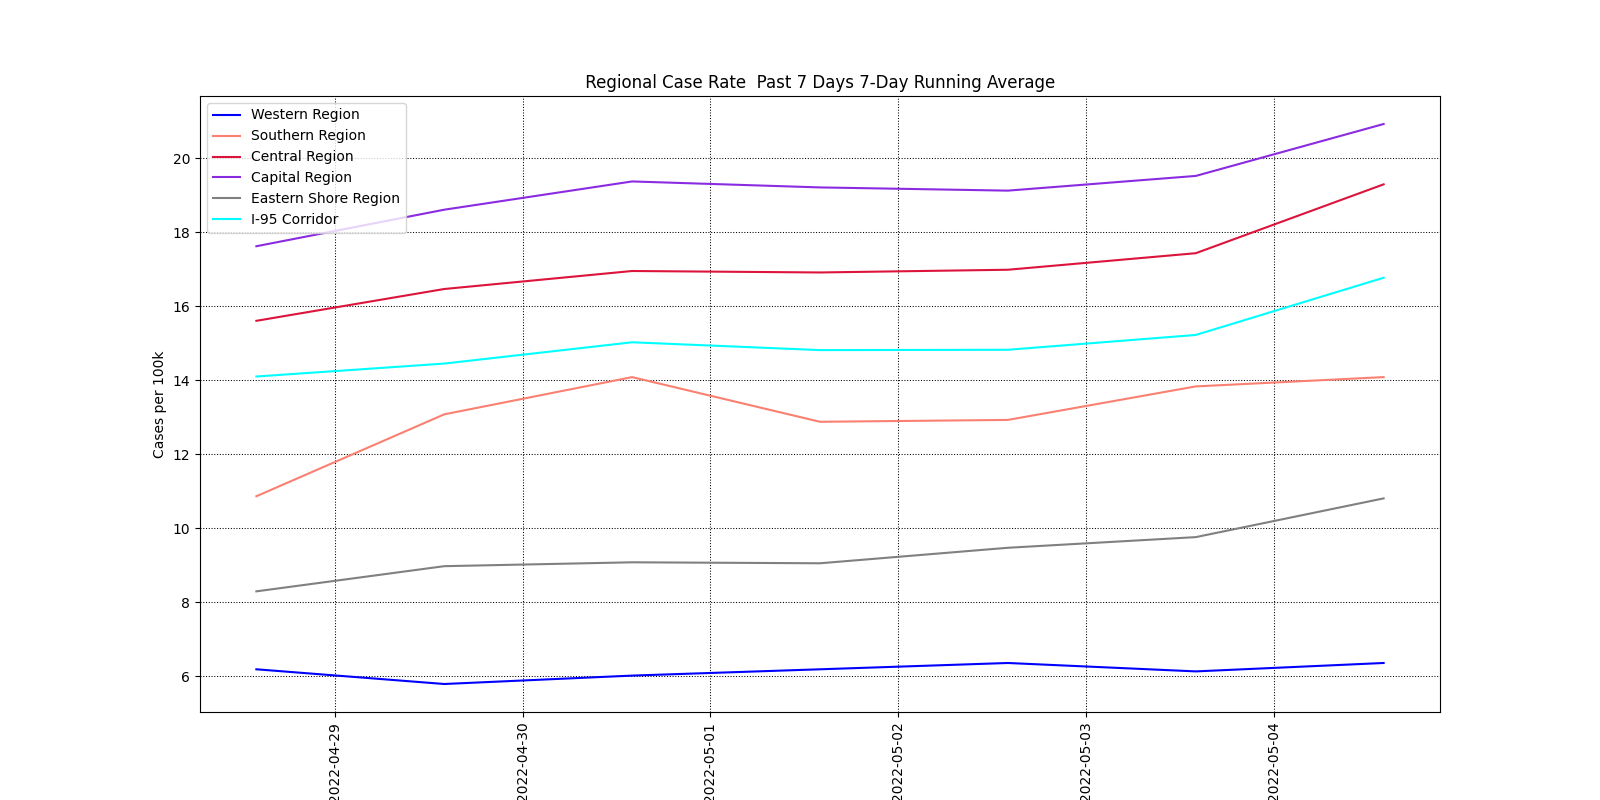 Regional Case Rate  Past 7 Days 7-Day Running Average
Western Region
Southern Region
Central Region
Capital Region
Eastern Shore Region
I-95 Corridor
Cases per 100k
20
18
16
14
12
10
8
6
2022-04-29
2022-04-30
2022-05-01
2022-05-02
2022-05-03
2022-05-04